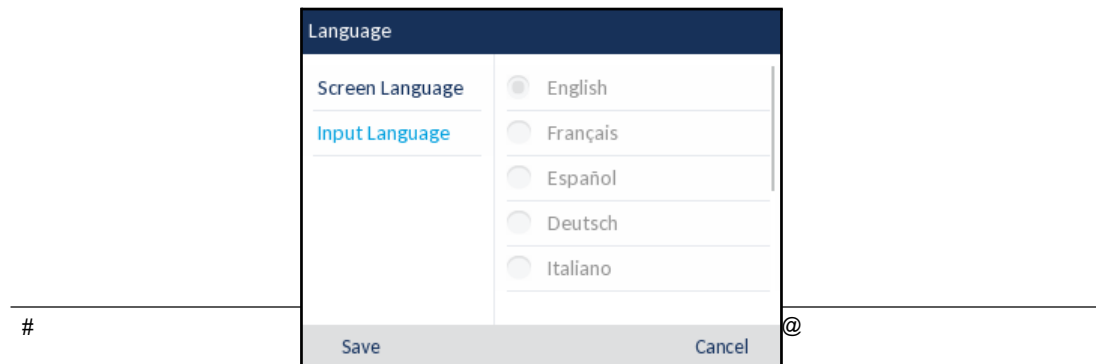 Language
Screen Language
Input Language
English
Français
Español
Deutsch
Italiano
# @
Save Cancel